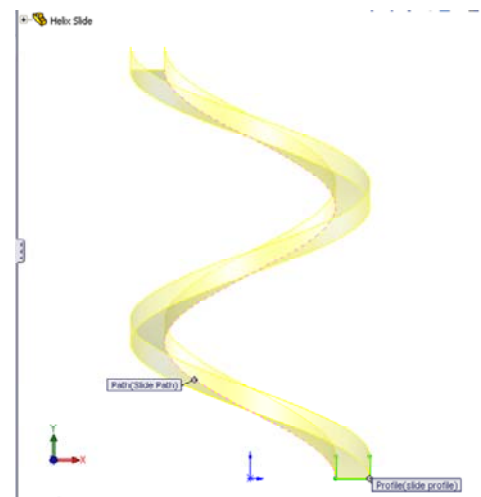 Helix Slide
Path(Slide Path)
Y
X
Profile(slide profile)